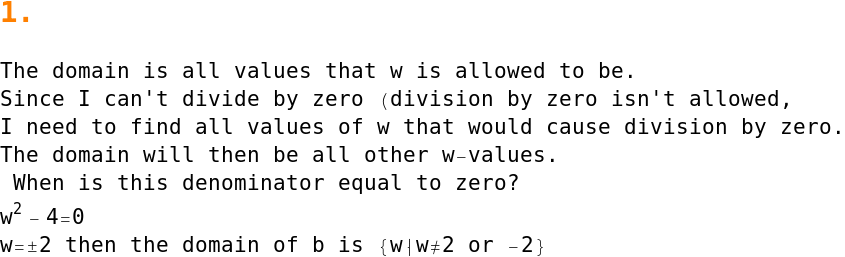 1.
The domain is all values that w is allowed to be.
Since I can't divide by zero (division by zero isn't allowed,
I need to find all values of w that would cause division by zero.
The domain will then be all other w-values.
When is this denominator equal to zero?
w² - 4=0
w=±2 then the domain of b is {w∤w≠2 or -2}